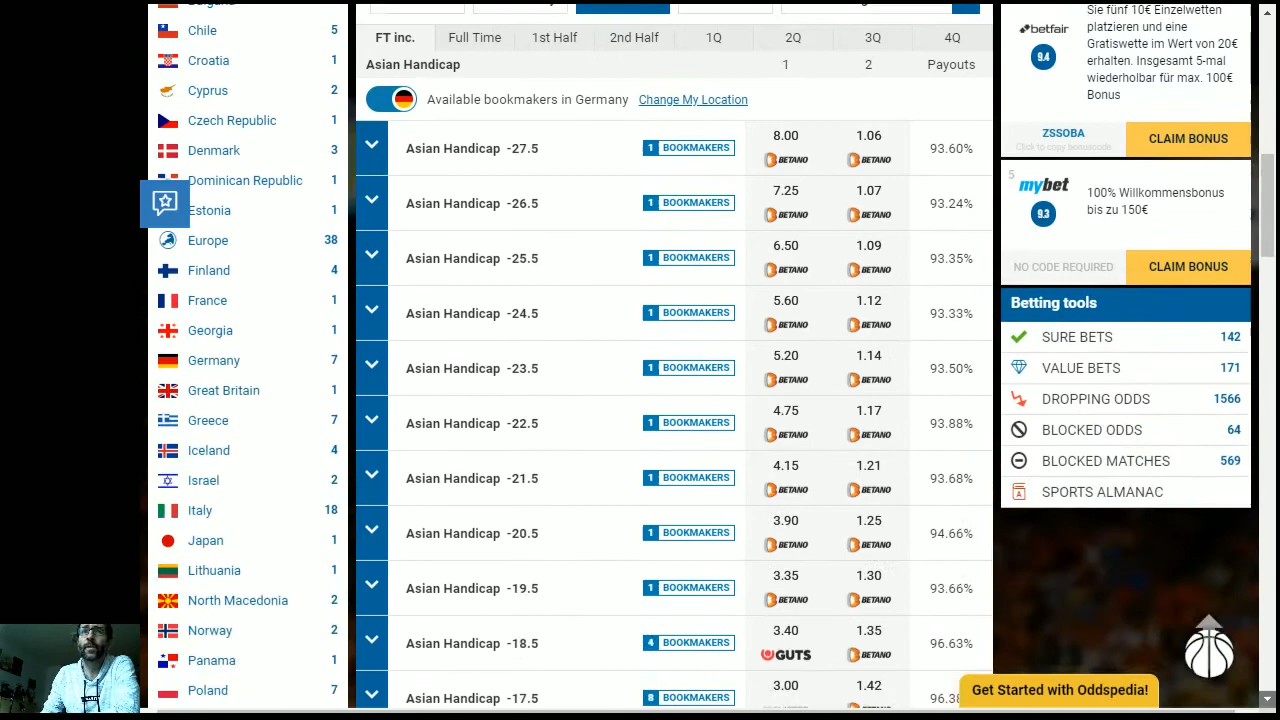 Chile 5
Croatia 1
Cyprus 2
Czech Republic 1
Denmark 3
Dominican Republic 1
Estonia 1
Europe 38
Finland 4
France 1
Georgia 1
Germany 7
Great Britain 1
Greece 7
Iceland 4
Israel 2
Italy 18
Japan 1
Lithuania 1
North Macedonia 2
Norway 2
Panama 1
Poland 7
FT inc. Full Time 1st Half 2nd Half 1Q 2Q 3Q 4Q
Asian Handicap 1 2 Payouts
Available bookmakers in Germany Change My Location
Asian Handicap -27.5 1 BOOKMAKERS 8.00 1.06 93.60%
BETANO BETANO
Asian Handicap -26.5 1 BOOKMAKERS 7.25 1.07 93.24%
BETANO BETANO
Asian Handicap -25.5 1 BOOKMAKERS 6.50 1.09 93.35%
BETANO BETANO
Asian Handicap -24.5 1 BOOKMAKERS 5.60 1.12 93.33%
BETANO BETANO
Asian Handicap -23.5 1 BOOKMAKERS 5.20 1.14 93.50%
BETANO BETANO
Asian Handicap -22.5 1 BOOKMAKERS 4.75 1.17 93.88%
BETANO BETANO
Asian Handicap -21.5 1 BOOKMAKERS 4.15 1.21 93.68%
BETANO BETANO
Asian Handicap -20.5 1 BOOKMAKERS 3.90 1.25 94.66%
BETANO BETANO
Asian Handicap -19.5 1 BOOKMAKERS 3.35 1.30 93.66%
BETANO BETANO
Asian Handicap -18.5 4 BOOKMAKERS 3.40 1.35 96.63%
GUTS BETANO
Asian Handicap -17.5 8 BOOKMAKERS 3.00 1.42 96.38
betfair
9.4
Sie fünf 10€ Einzelwetten
platzieren und eine
Gratiswette im Wert von 20€
erhalten. Insgesamt 5-mal
wiederholbar für max. 100€
Bonus
ZSSOBA
Click to copy bonuscode
CLAIM BONUS
5
mybet
9.3
100% Willkommensbonus
bis zu 150€
NO CODE REQUIRED CLAIM BONUS
Betting tools
SURE BETS 142
VALUE BETS 171
DROPPING ODDS 1566
BLOCKED ODDS 64
BLOCKED MATCHES 569
SPORTS ALMANAC
Get Started with Oddspedia!